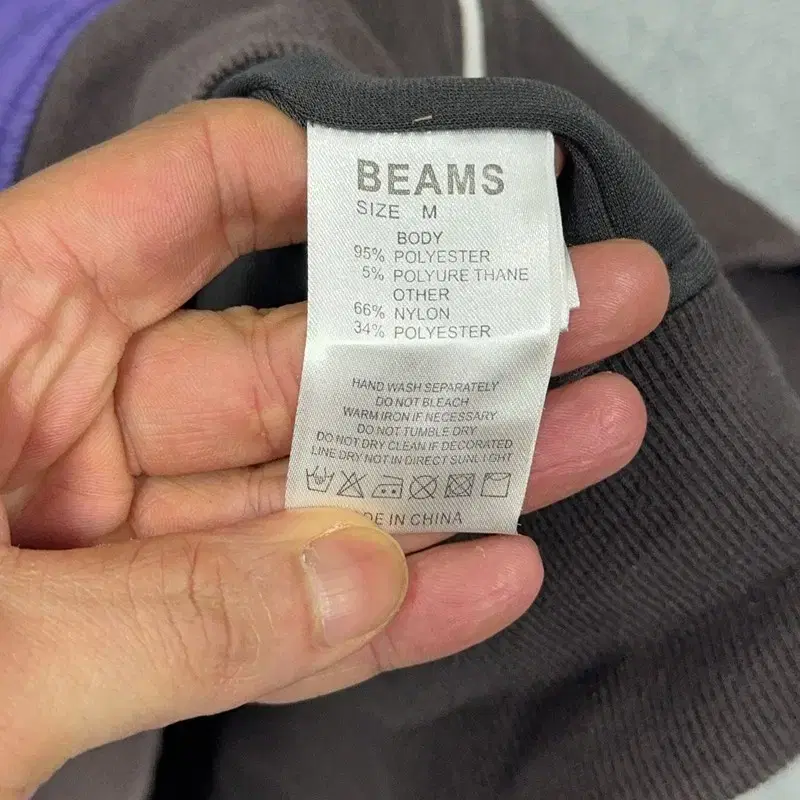 BEAMS
SIZE M
BODY
95% POLYESTER
5% POLYURE THANE
OTHER
66% NYLON
34% POLYESTER
HAND WASH SEPARATELY
DO NOT BLEACH
WARM IRON IF NECESSARY
DO NOT TUMBLE DRY
DO NOT DRY CLEAN IF DECORATED
LINE DRY NOT IN DIRECT SUNLIGHT
DE IN CHINA